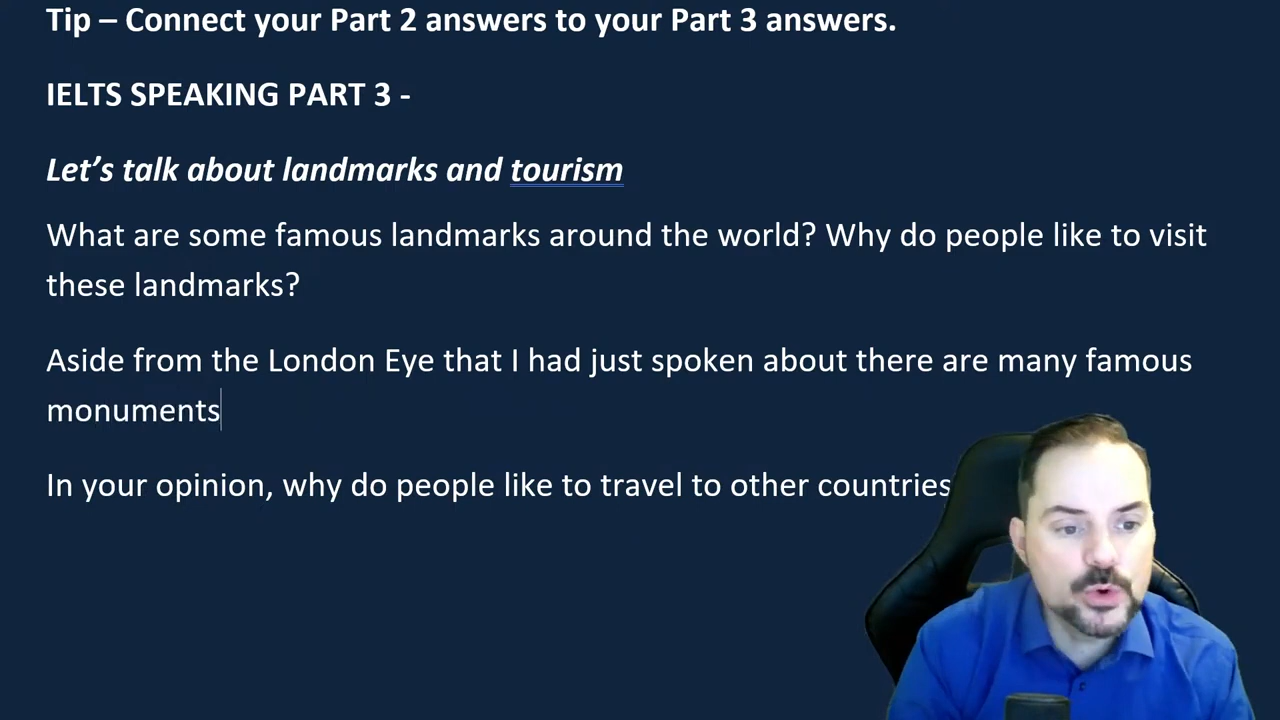 Tip – Connect your Part 2 answers to your Part 3 answers.
IELTS SPEAKING PART 3 -
Let’s talk about landmarks and tourism
What are some famous landmarks around the world? Why do people like to visit
these landmarks?
Aside from the London Eye that I had just spoken about there are many famous
monuments
In your opinion, why do people like to travel to other countries